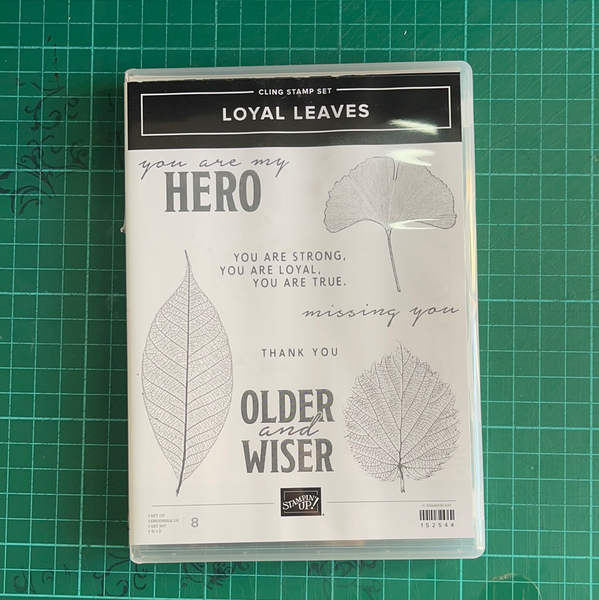 CLING STAMP SET
LOYAL LEAVES
you are my
HERO
YOU ARE STRONG,
YOU ARE LOYAL,
YOU ARE TRUE.
missing you
THANK YOU
OLDER
and
WISER
STAMPIN' UP!
8
152544